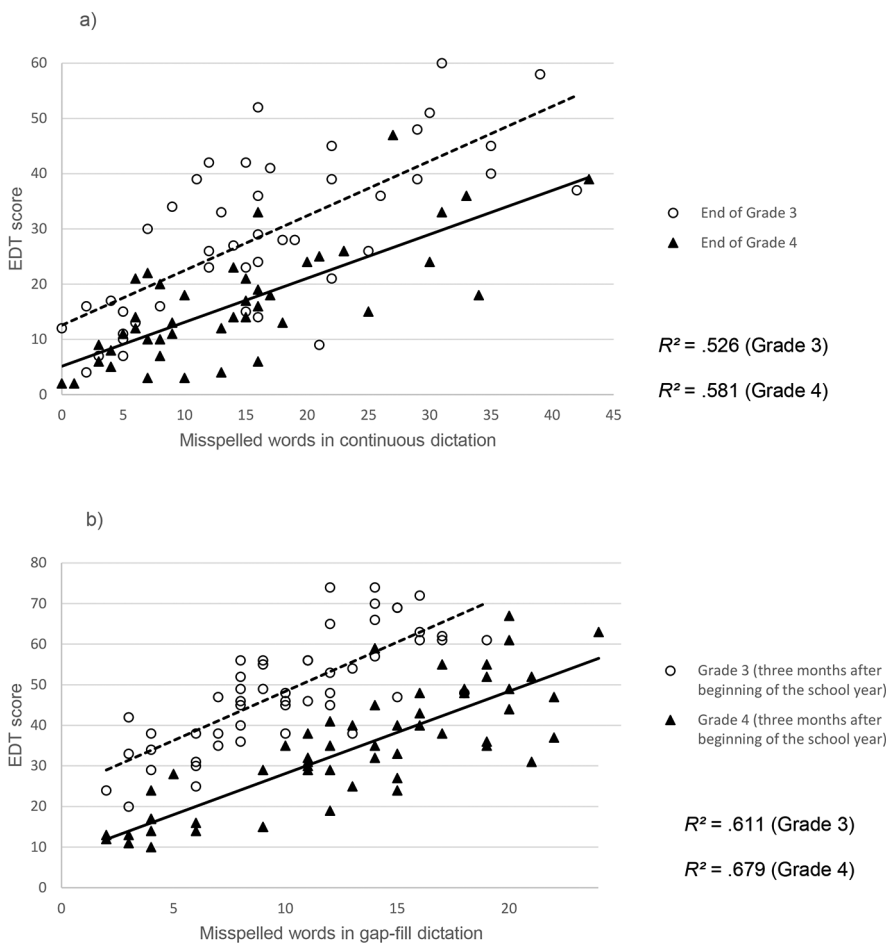 a)
60
50
40
30
20
10
0
EDT score
0 5 10 15 20 25 30 35 40 45
Misspelled words in continuous dictation
End of Grade 3
End of Grade 4
R² = .526 (Grade 3)
R² = .581 (Grade 4)
b)
80
70
60
50
40
30
20
10
0
EDT score
0 5 10 15 20
Misspelled words in gap-fill dictation
Grade 3 (three months after
beginning of the school year)
Grade 4 (three months after
beginning of the school year)
R² = .611 (Grade 3)
R² = .679 (Grade 4)